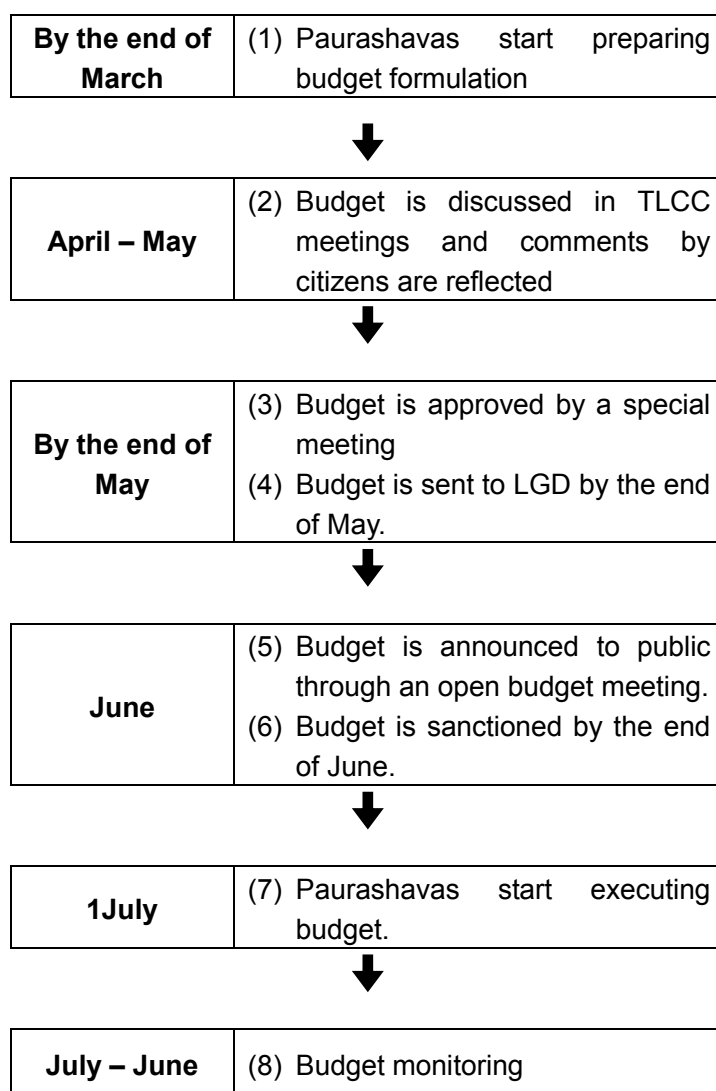 By the end of
March
(1) Paurashavas start preparing
budget formulation
April – May
(2) Budget is discussed in TLCC
meetings and comments by
citizens are reflected
By the end of
May
(3) Budget is approved by a special
meeting
(4) Budget is sent to LGD by the end
of May.
June
(5) Budget is announced to public
through an open budget meeting.
(6) Budget is sanctioned by the end
of June.
1July
(7) Paurashavas start executing
budget.
July – June
(8) Budget monitoring